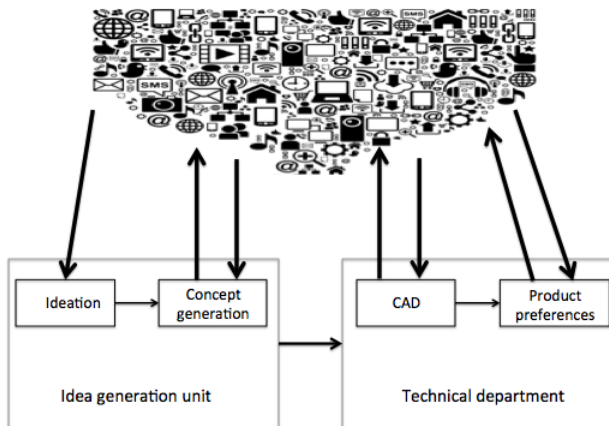 SMS
SMS
Ideation
Concept
generation
CAD
Product
preferences
Idea generation unit
Technical department